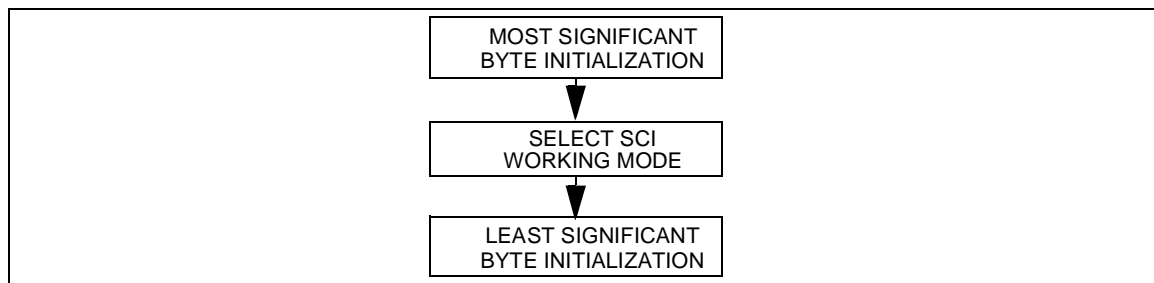 MOST SIGNIFICANT
BYTE INITIALIZATION
SELECT SCI
WORKING MODE
LEAST SIGNIFICANT
BYTE INITIALIZATION